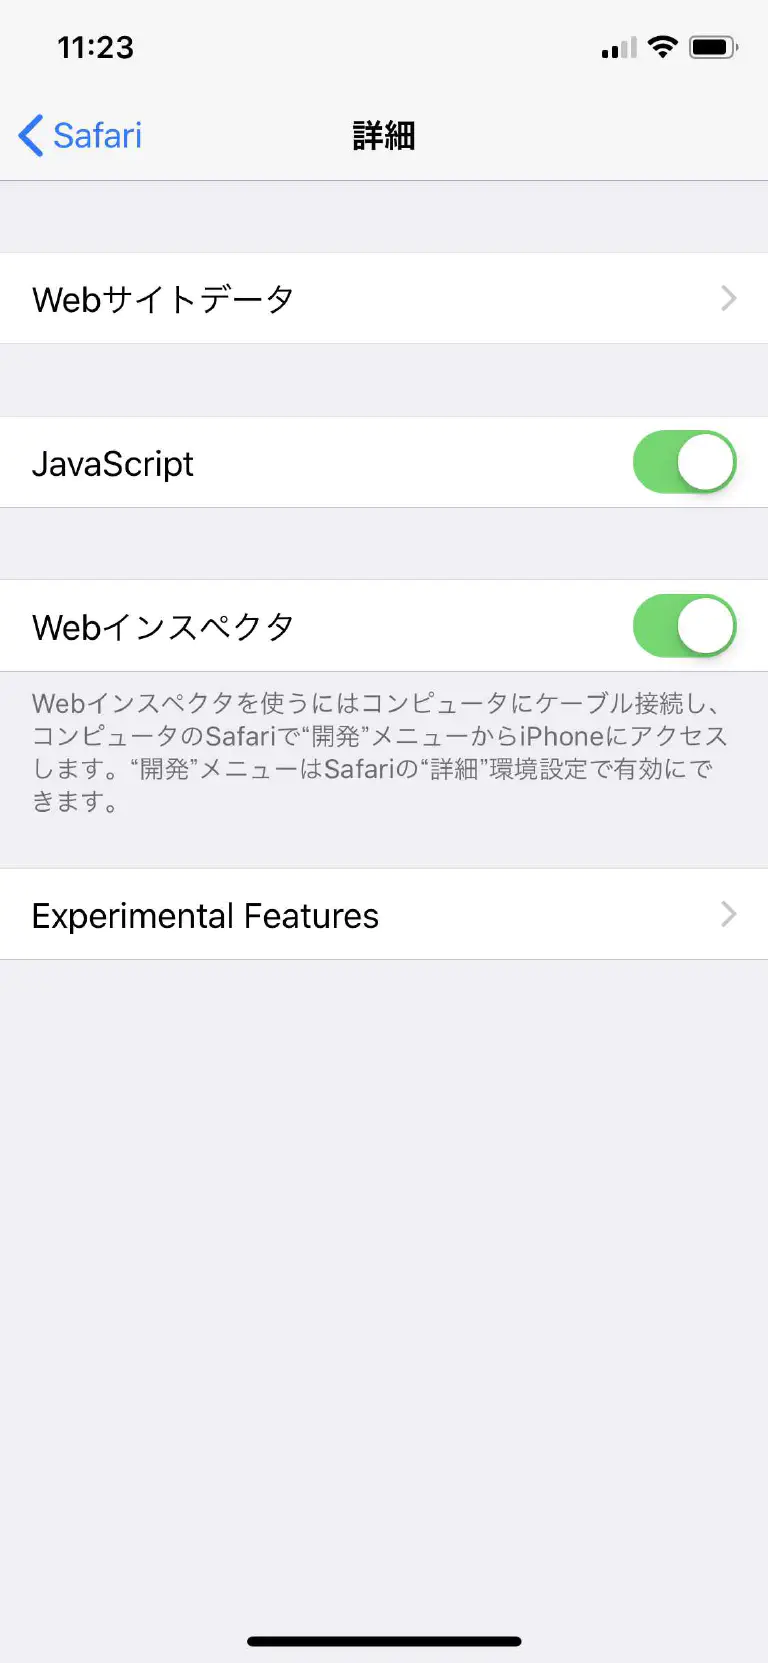 11:23
Safari
詳細
Webサイトデータ
JavaScript
Webインスペクタ
Webインスペクタを使うにはコンピュータにケーブル接続し、
コンピュータのSafariで“開発”メニューからiPhoneにアクセス
します。“開発”メニューはSafariの“詳細”環境設定で有効にで
きます。
Experimental Features